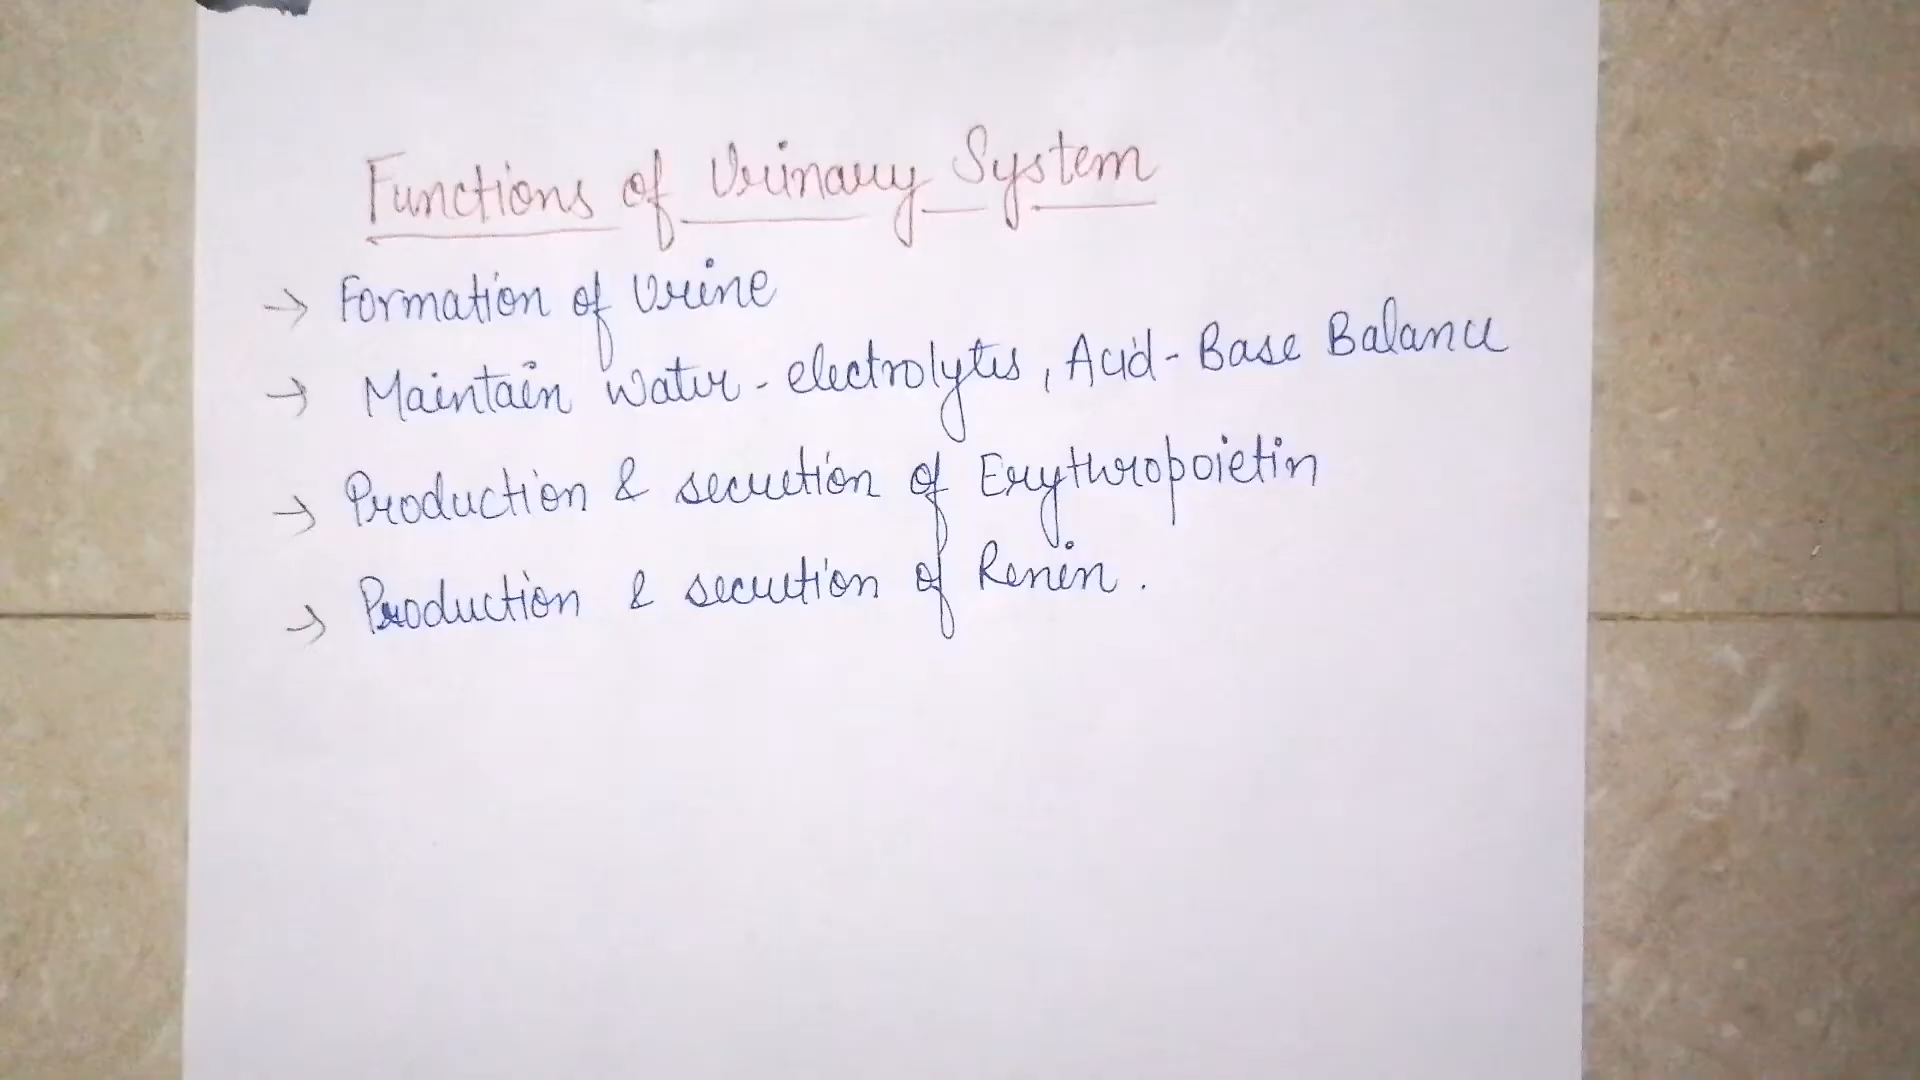 Functions of Urinary System
→ Formation of Urine
→ Maintain Water-electrolytes, Acid-Base Balance
→ Production & secretion of Erythropoietin
→ Production & secretion of Renin.